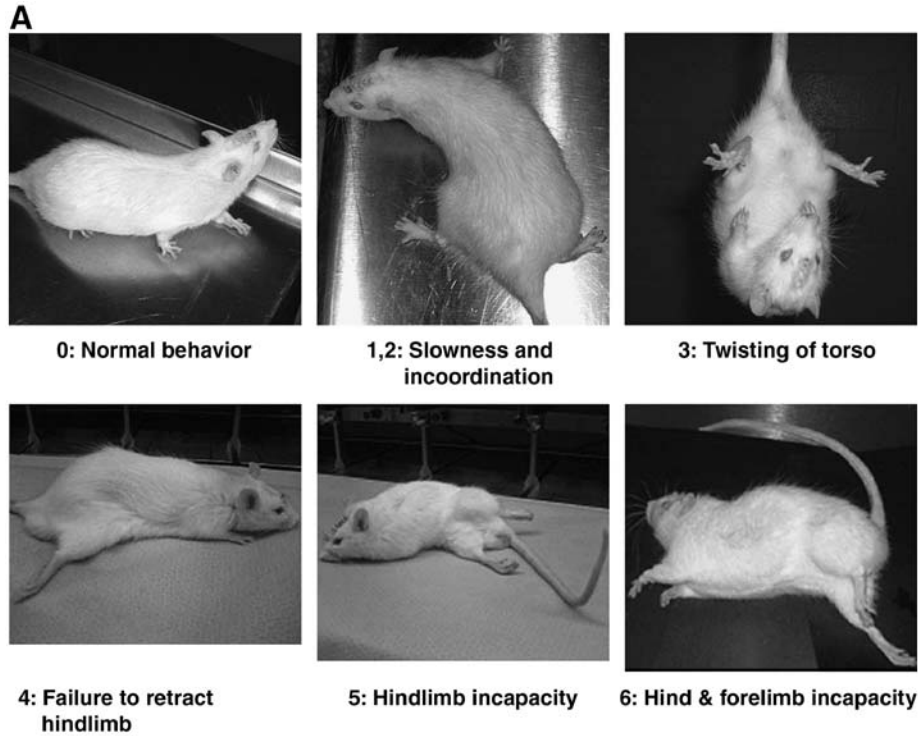 A
0: Normal behavior
1,2: Slowness and
incoordination
3: Twisting of torso
4: Failure to retract
hindlimb
5: Hindlimb incapacity
6: Hind & forelimb incapacity